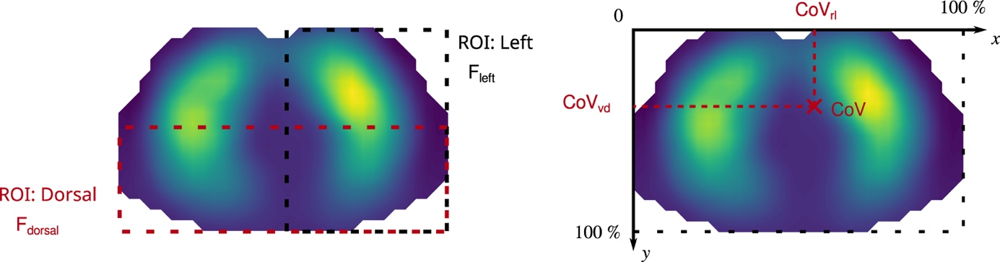 ROI: Left
F_left
ROI: Dorsal
F_dorsal
0
CoV_rl
100 %
x
CoV_vd
CoV
100 %
y